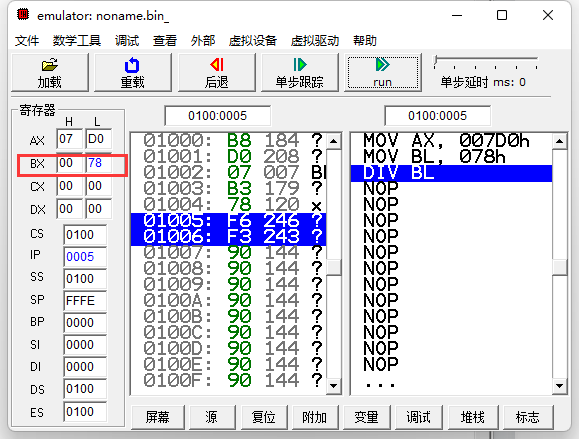 emulator: noname.bin_
文件 数学工具 调试 查看 外部 虚拟设备 虚拟驱动 帮助
加载 重载 后退 单步跟踪 run 单步延时 ms: 0
寄存器
H L
AX 07 D0
BX 00 78
CX 00 00
DX 00 00
CS 0100
IP 0005
SS 0100
SP FFFE
BP 0000
SI 0000
DI 0000
DS 0100
ES 0100
0100:0005
01000: B8 184 ?
01001: D0 208 ?
01002: 07 007 BE
01003: B3 179 ?
01004: 78 120 x
01005: F6 246 ?
01006: F3 243 ?
01007: 90 144 ?
01008: 90 144 ?
01009: 90 144 ?
0100A: 90 144 ?
0100B: 90 144 ?
0100C: 90 144 ?
0100D: 90 144 ?
0100E: 90 144 ?
0100F: 90 144 ?
0100:0005
MOV AX, 007D0h
MOV BL, 078h
DIV BL
NOP
NOP
NOP
NOP
NOP
NOP
NOP
NOP
NOP
NOP
NOP
NOP
...
屏幕 源 复位 附加 变量 调试 堆栈 标志